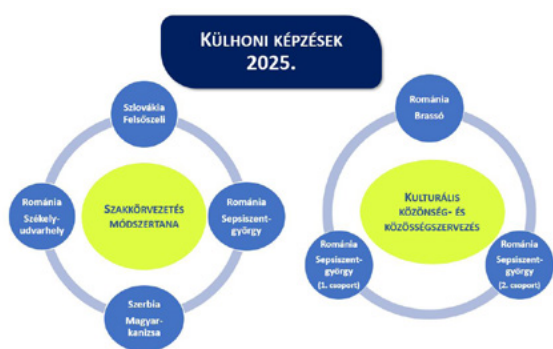 KÜLHONI KÉPZÉSEK
2025.
Szlovákia
Felsőszeli
Románia
Székely-
udvarhely
SZAKKÖRVEZETÉS
MÓDSZERTANA
Románia
Sepsiszent-
györgy
Szerbia
Magyar-
kanizsa
Románia
Brassó
KULTURÁLIS
KÖZÖNSÉG- ÉS
KÖZÖSSÉGSZERVEZÉS
Románia
Sepsiszent-
györgy
(1. csoport)
Románia
Sepsiszent-
györgy
(2. csoport)